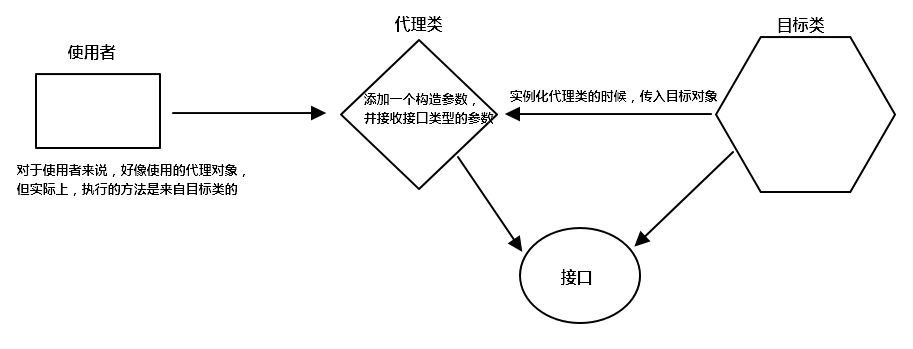 使用者
对于使用者来说，好像使用的代理对象，
但实际上，执行的方法是来自目标类的
代理类
添加一个构造参数，
并接收接口类型的参数
实例化代理类的时候，传入目标对象
目标类
接口